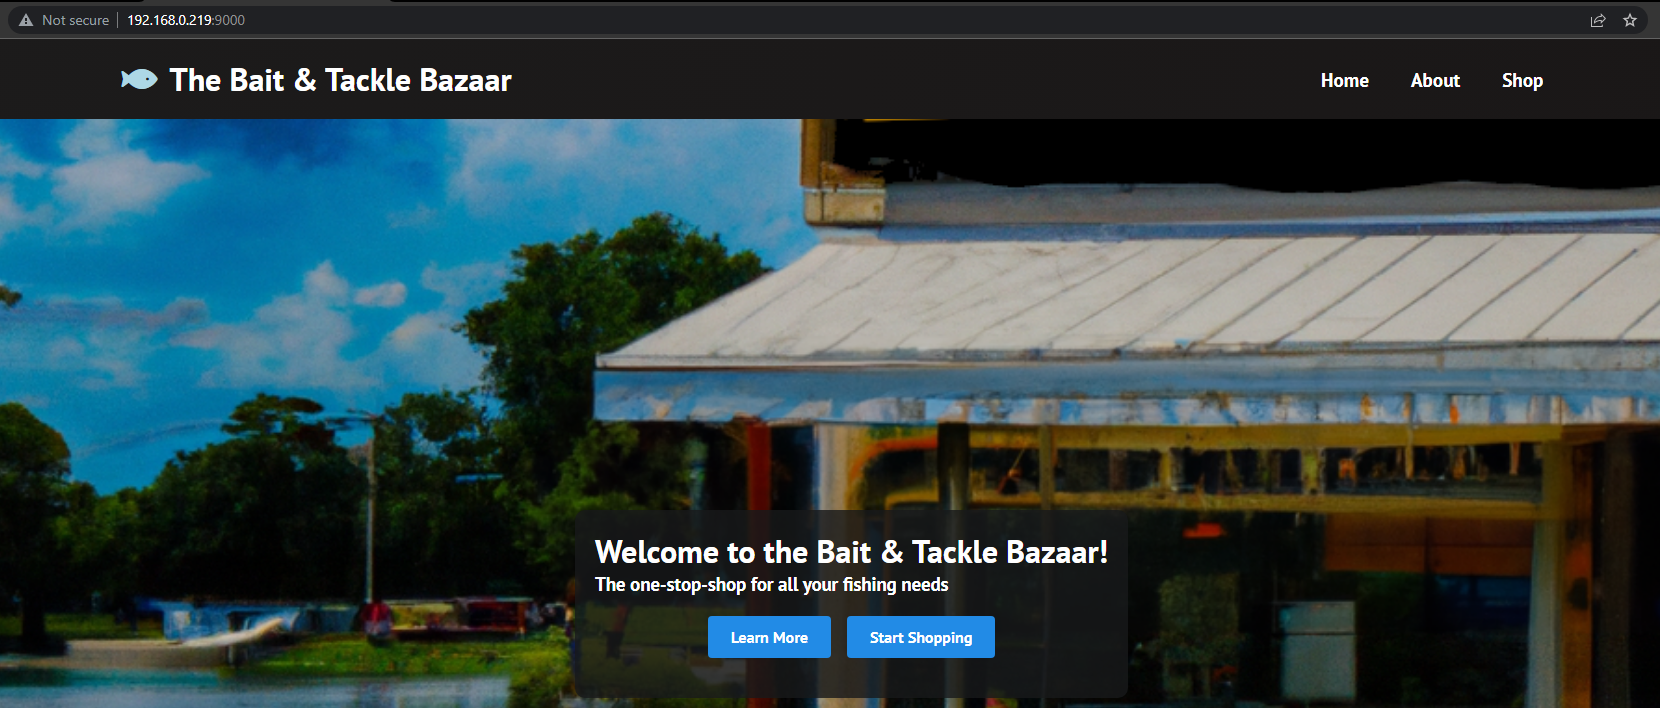 Not secure
192.168.0.219:9000
The Bait & Tackle Bazaar
Home
About
Shop
Welcome to the Bait & Tackle Bazaar!
The one-stop-shop for all your fishing needs
Learn More
Start Shopping